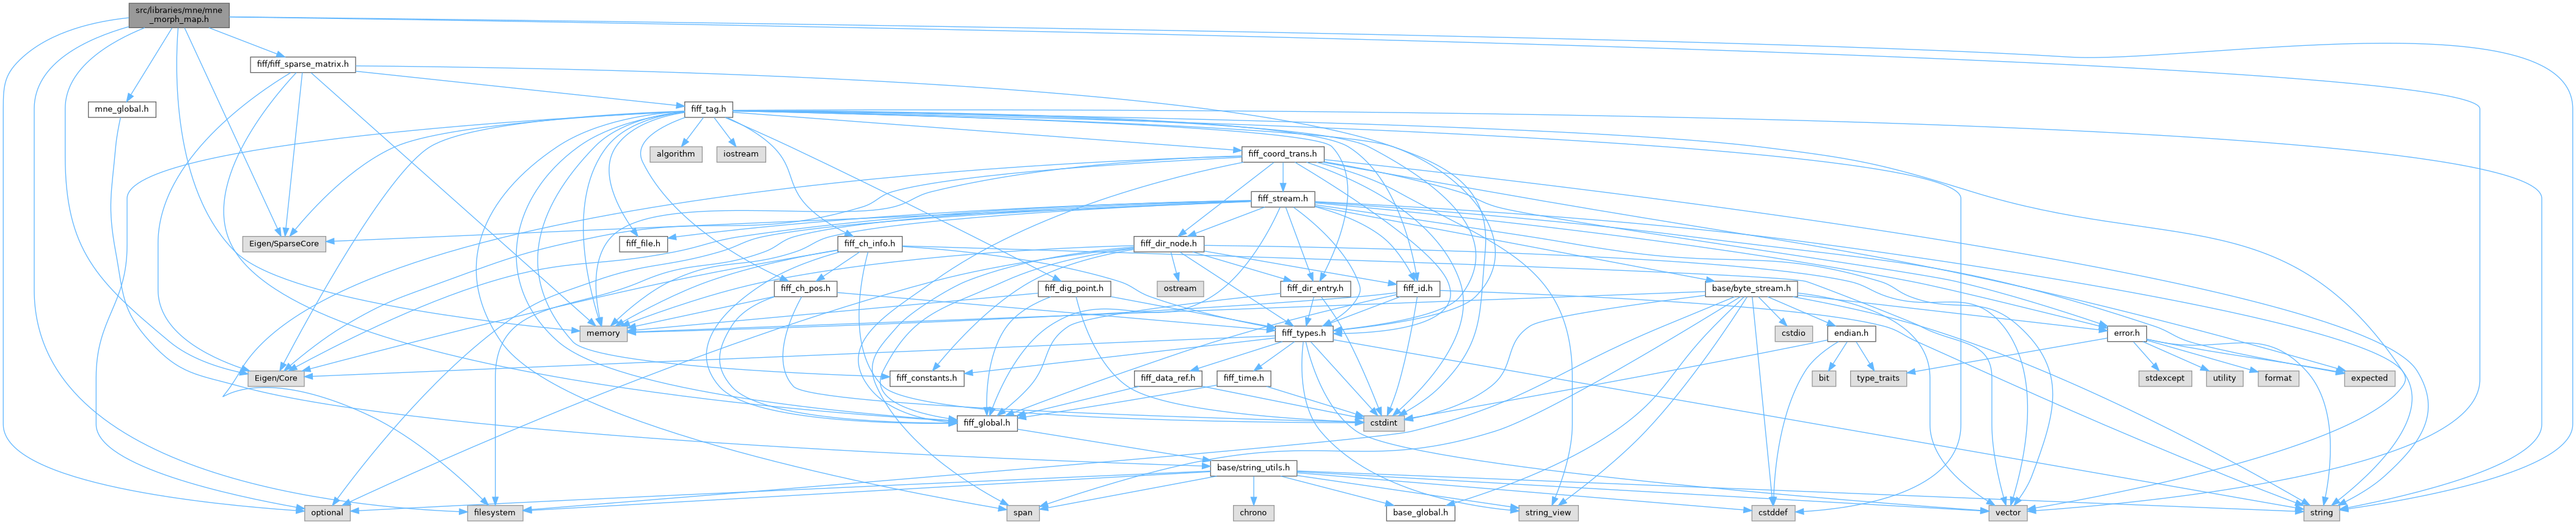 src/libraries/mne/mne
_morph_map.h
fiff/fiff_sparse_matrix.h
mne_global.h
fiff_tag.h
algorithm
iostream
fiff_coord_trans.h
fiff_stream.h
Eigen/SparseCore
fiff_file.h
fiff_ch_info.h
fiff_dir_node.h
fiff_ch_pos.h
fiff_dig_point.h
ostream
fiff_dir_entry.h
fiff_id.h
base/byte_stream.h
memory
fiff_types.h
cstdio
endian.h
error.h
Eigen/Core
fiff_constants.h
fiff_data_ref.h
fiff_time.h
bit
type_traits
stdexcept
utility
format
expected
fiff_global.h
cstdint
base/string_utils.h
optional
filesystem
span
chrono
base_global.h
string_view
cstddef
vector
string